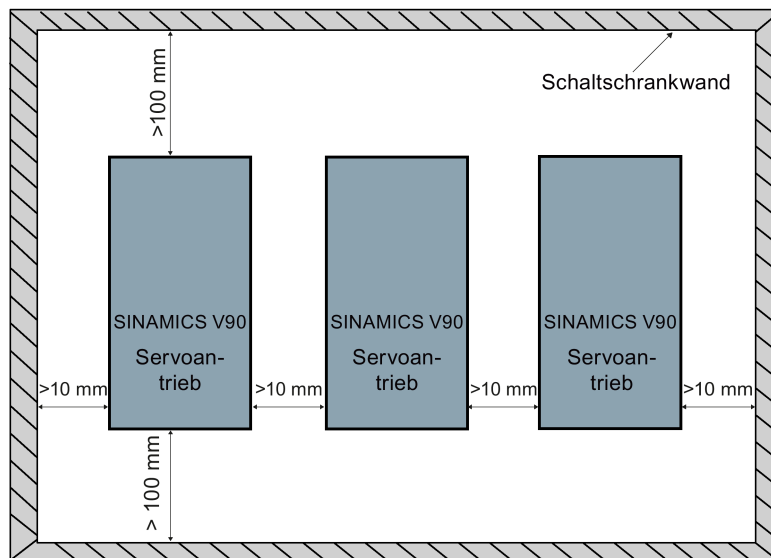 >100 mm
Schaltschrankwand
SINAMICS V90
Servoan-
trieb
SINAMICS V90
Servoan-
trieb
SINAMICS V90
Servoan-
trieb
>10 mm
>10 mm
>10 mm
>10 mm
> 100 mm